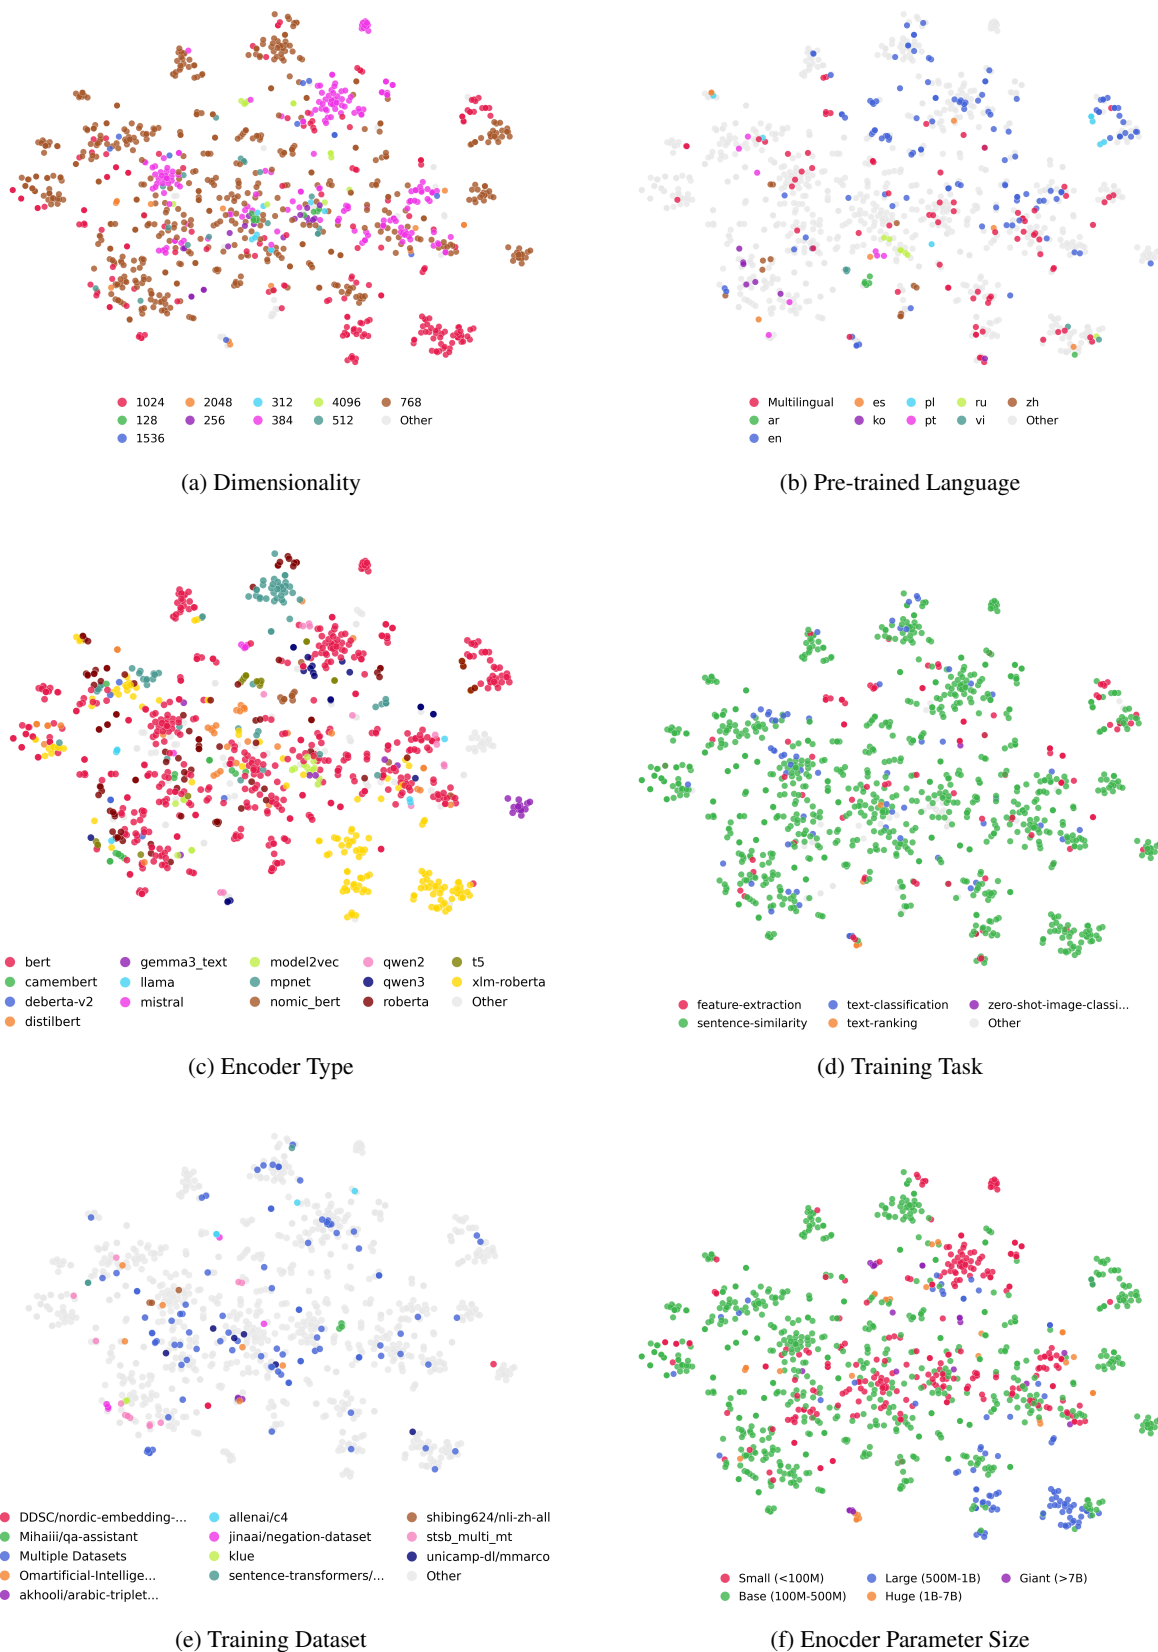 1024 2048 312 4096 768
128 256 384 512 Other
1536
(a) Dimensionality
Multilingual es pl ru zh
ar ko pt vi Other
en
(b) Pre-trained Language
bert gemma3_text model2vec qwen2 t5
camembert llama mpnet qwen3 xlm-roberta
deberta-v2 mistral nomic_bert roberta Other
distilbert
(c) Encoder Type
feature-extraction text-classification zero-shot-image-classi...
sentence-similarity text-ranking Other
(d) Training Task
DDSC/nordic-embedding-... allenai/c4 shibing624/nli-zh-all
Mihaiii/qa-assistant jinaai/negation-dataset stsb_multi_mt
Multiple Datasets klue unicamp-dl/mmarco
Omartificial-Intellige... sentence-transformers/... Other
akhooli/arabic-triplet...
(e) Training Dataset
Small (<100M) Large (500M-1B) Giant (>7B)
Base (100M-500M) Huge (1B-7B)
(f) Enocder Parameter Size